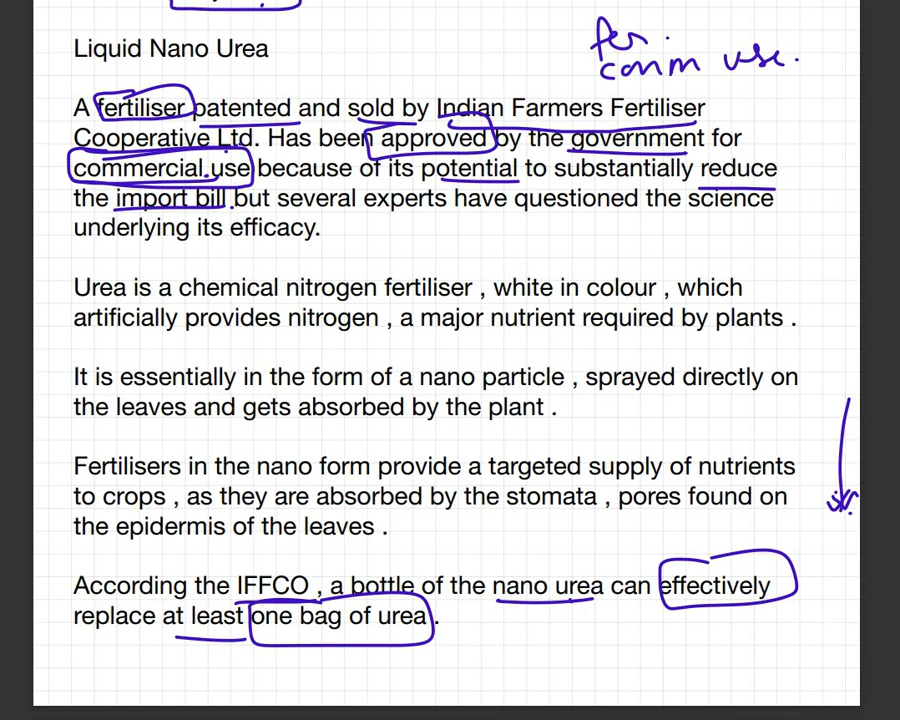 Liquid Nano Urea
fer.
comm use.
A fertiliser patented and sold by Indian Farmers Fertiliser
Cooperative Ltd. Has been approved by the government for
commercial use because of its potential to substantially reduce
the import bill but several experts have questioned the science
underlying its efficacy.
Urea is a chemical nitrogen fertiliser , white in colour , which
artificially provides nitrogen , a major nutrient required by plants .
It is essentially in the form of a nano particle , sprayed directly on
the leaves and gets absorbed by the plant .
Fertilisers in the nano form provide a targeted supply of nutrients
to crops , as they are absorbed by the stomata , pores found on
the epidermis of the leaves .
According the IFFCO , a bottle of the nano urea can effectively
replace at least one bag of urea .